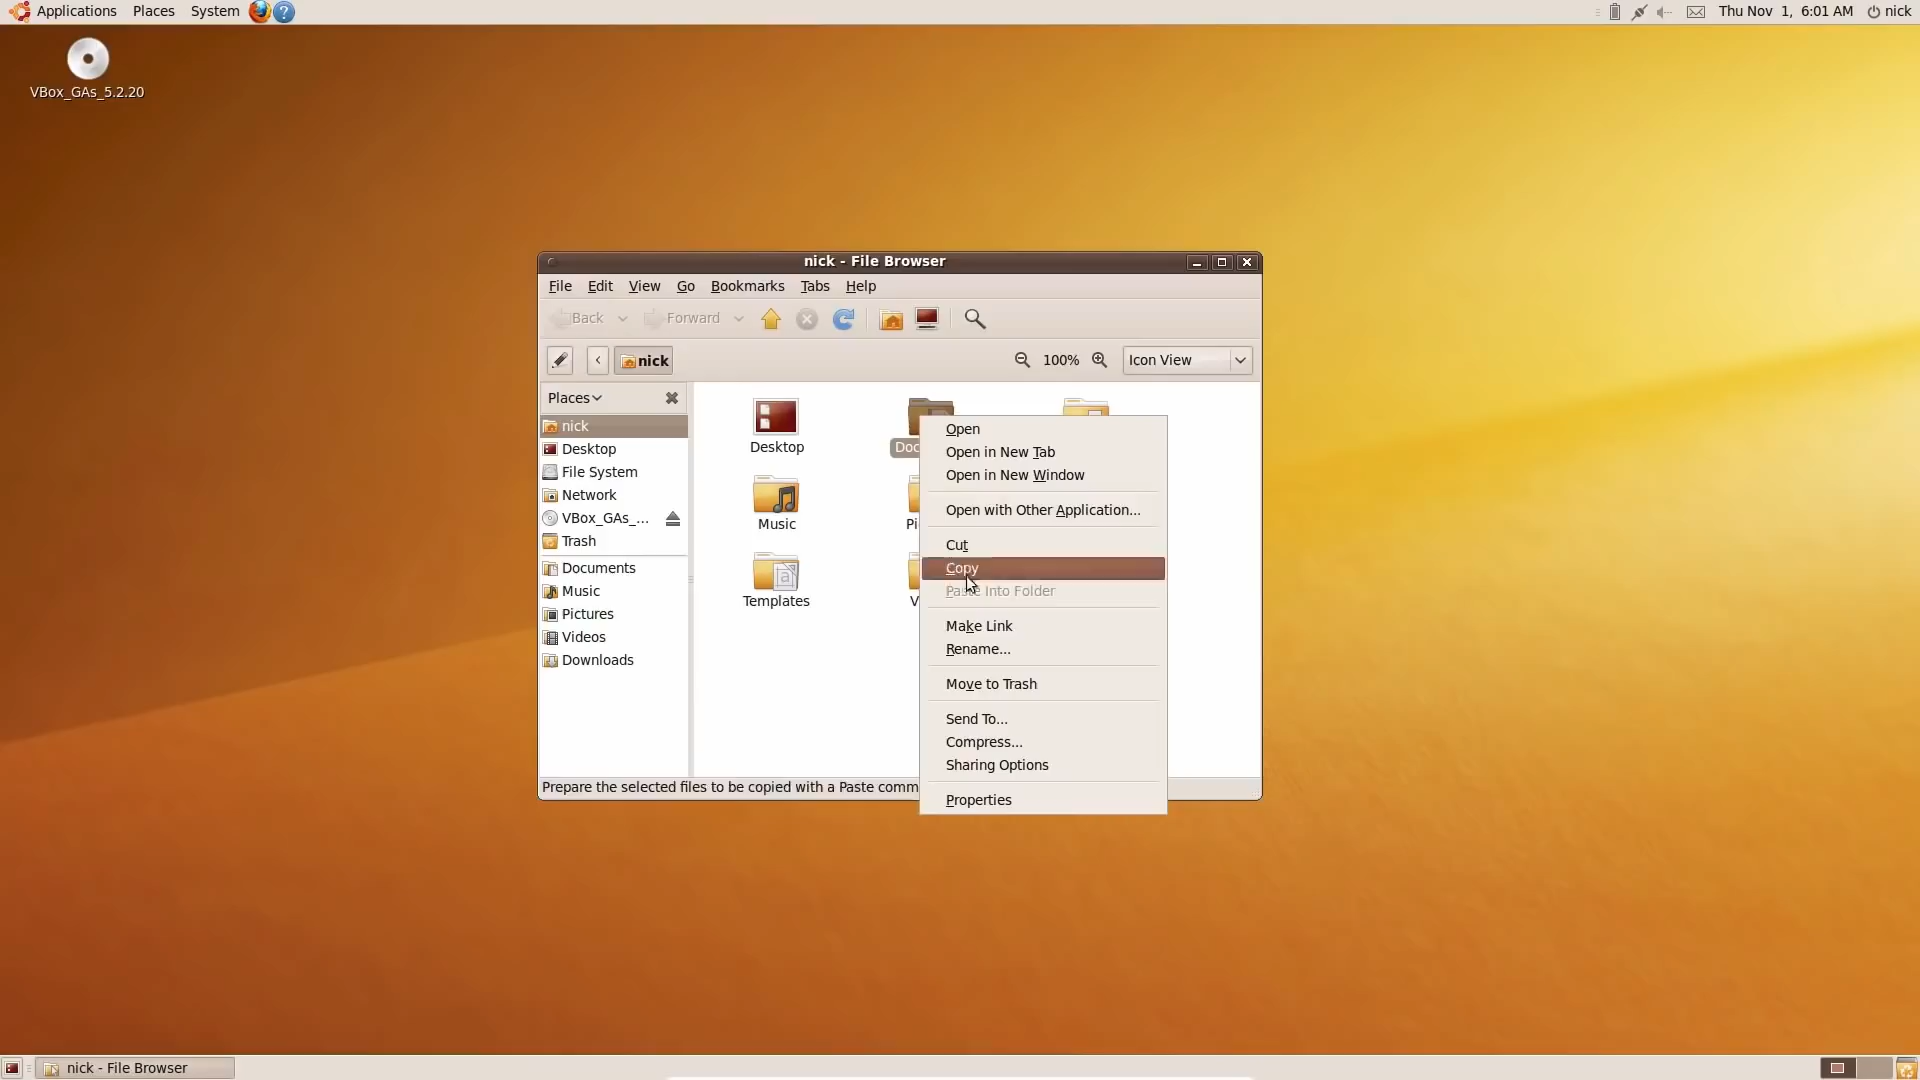 Applications Places System
Thu Nov 1, 6:01 AM nick
VBox_GAs_5.2.20
nick - File Browser
File Edit View Go Bookmarks Tabs Help
Back Forward
nick
100% Icon View
Places
nick
Desktop
File System
Network
VBox_GAs_...
Trash
Documents
Music
Pictures
Videos
Downloads
Desktop
Music
Templates
Open
Open in New Tab
Open in New Window
Open with Other Application...
Cut
Copy
Paste Into Folder
Make Link
Rename...
Move to Trash
Send To...
Compress...
Sharing Options
Properties
Prepare the selected files to be copied with a Paste comm
nick - File Browser